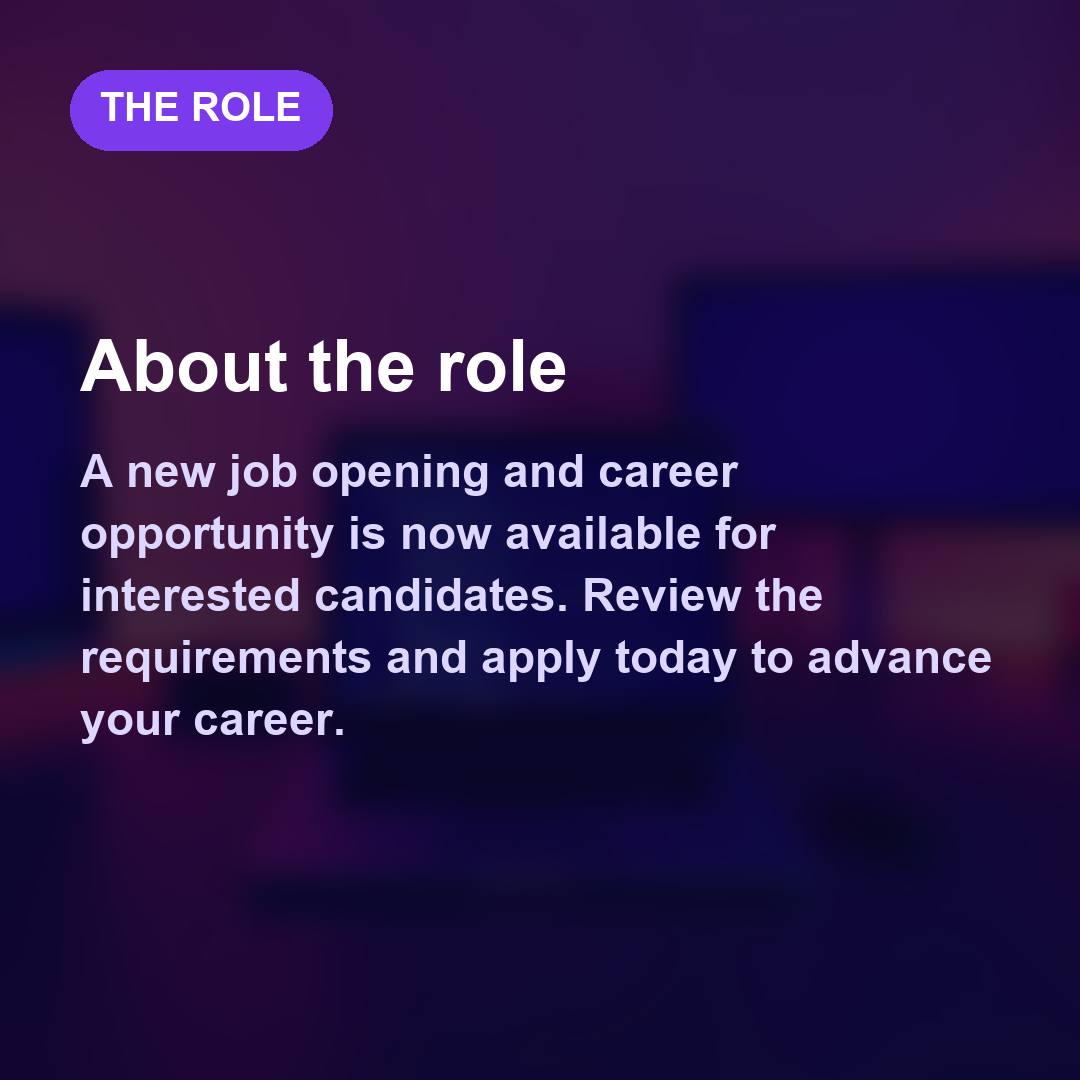 THE ROLE
About the role
A new job opening and career
opportunity is now available for
interested candidates. Review the
requirements and apply today to advance
your career.